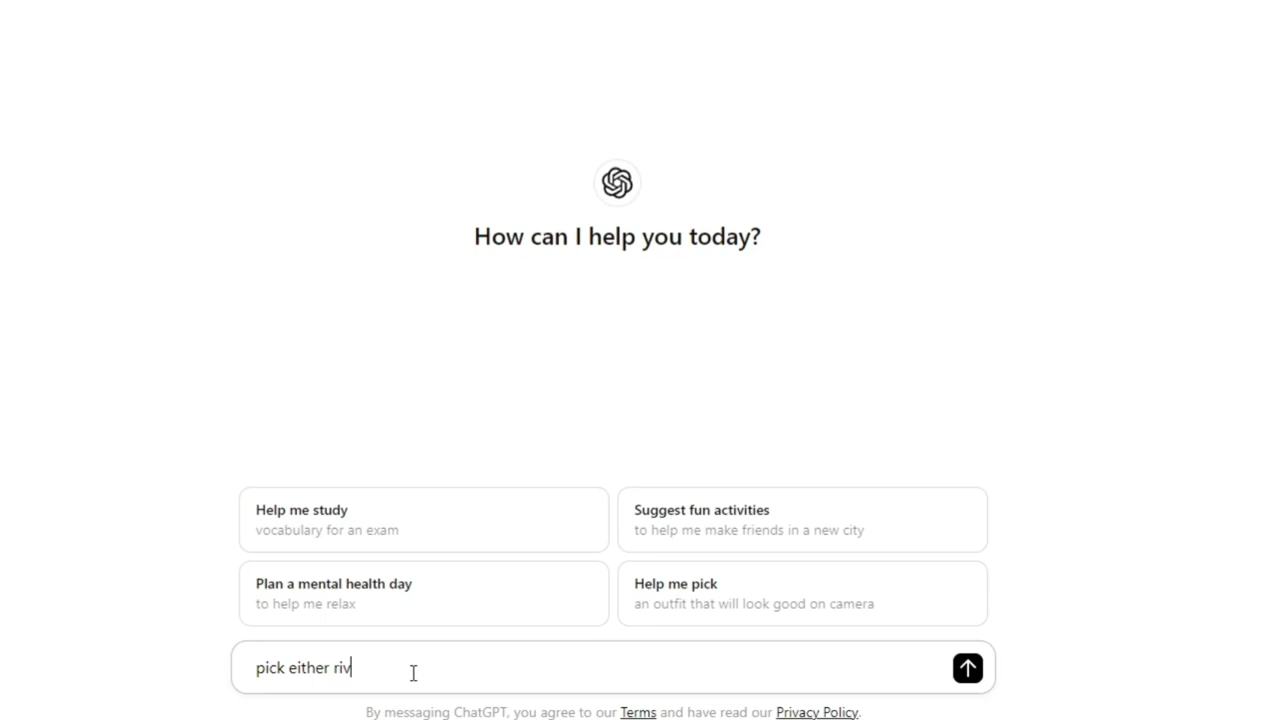 How can I help you today?
Help me study
vocabulary for an exam
Suggest fun activities
to help me make friends in a new city
Plan a mental health day
to help me relax
Help me pick
an outfit that will look good on camera
pick either riv
By messaging ChatGPT, you agree to our Terms and have read our Privacy Policy.